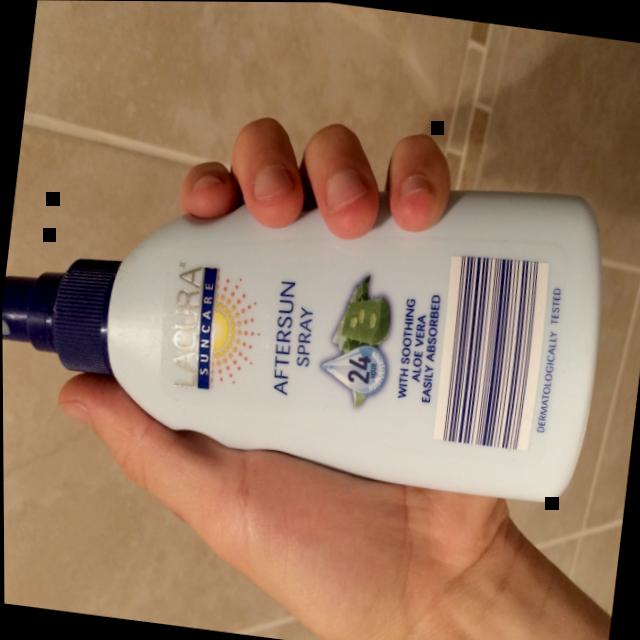 LACURA®
SUNCARE
AFTERSUN
SPRAY
24
WITH SOOTHING
ALOE VERA
EASILY ABSORBED
DERMATOLOGICALLY TESTED